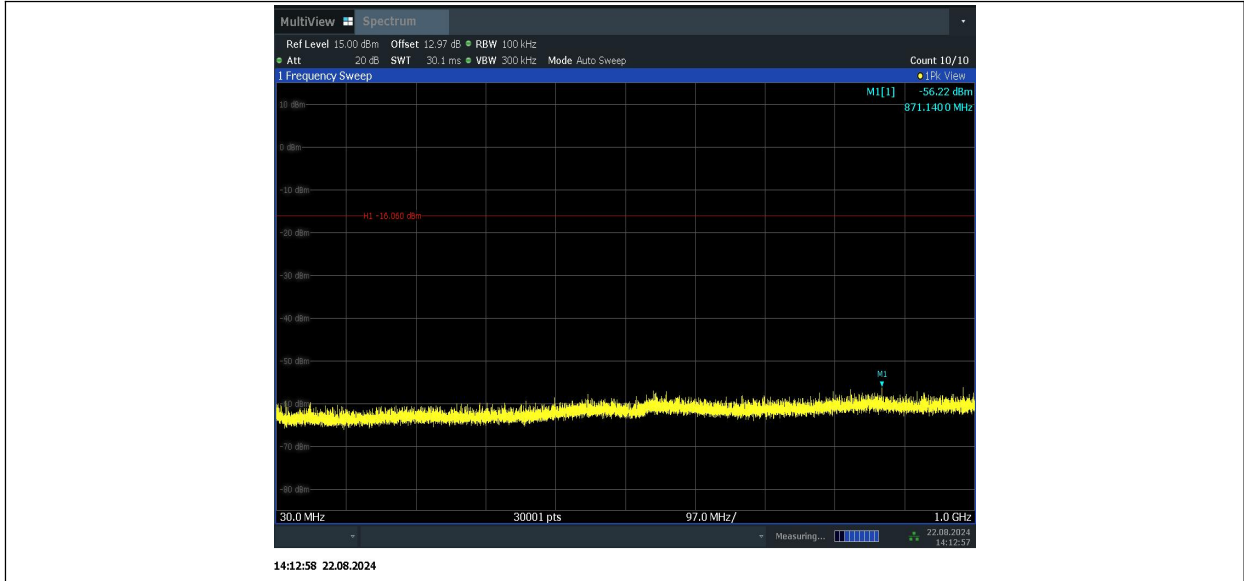 MultiView Spectrum
Ref Level 15.00 dBm Offset 12.97 dB RBW 100 kHz
Att 20 dB SWT 30.1 ms VBW 300 kHz Mode Auto Sweep Count 10/10
1 Frequency Sweep 1Pk View
M1[1] -56.22 dBm
871.1400 MHz
10 dBm
0 dBm
-10 dBm
H1 -16.060 dBm
-20 dBm
-30 dBm
-40 dBm
-50 dBm
M1
-60 dBm
-70 dBm
-80 dBm
30.0 MHz 30001 pts 97.0 MHz/ 1.0 GHz
Measuring... 22.08.2024
14:12:57
14:12:58 22.08.2024